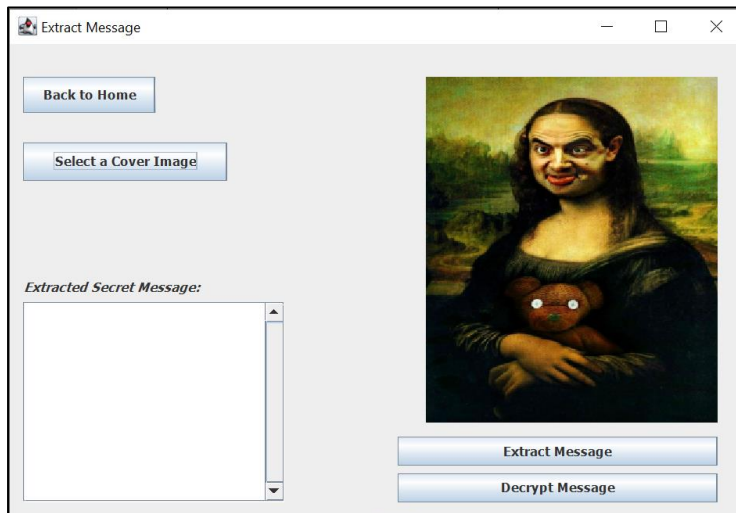 Extract Message
Back to Home
Select a Cover Image
Extracted Secret Message:
Extract Message
Decrypt Message